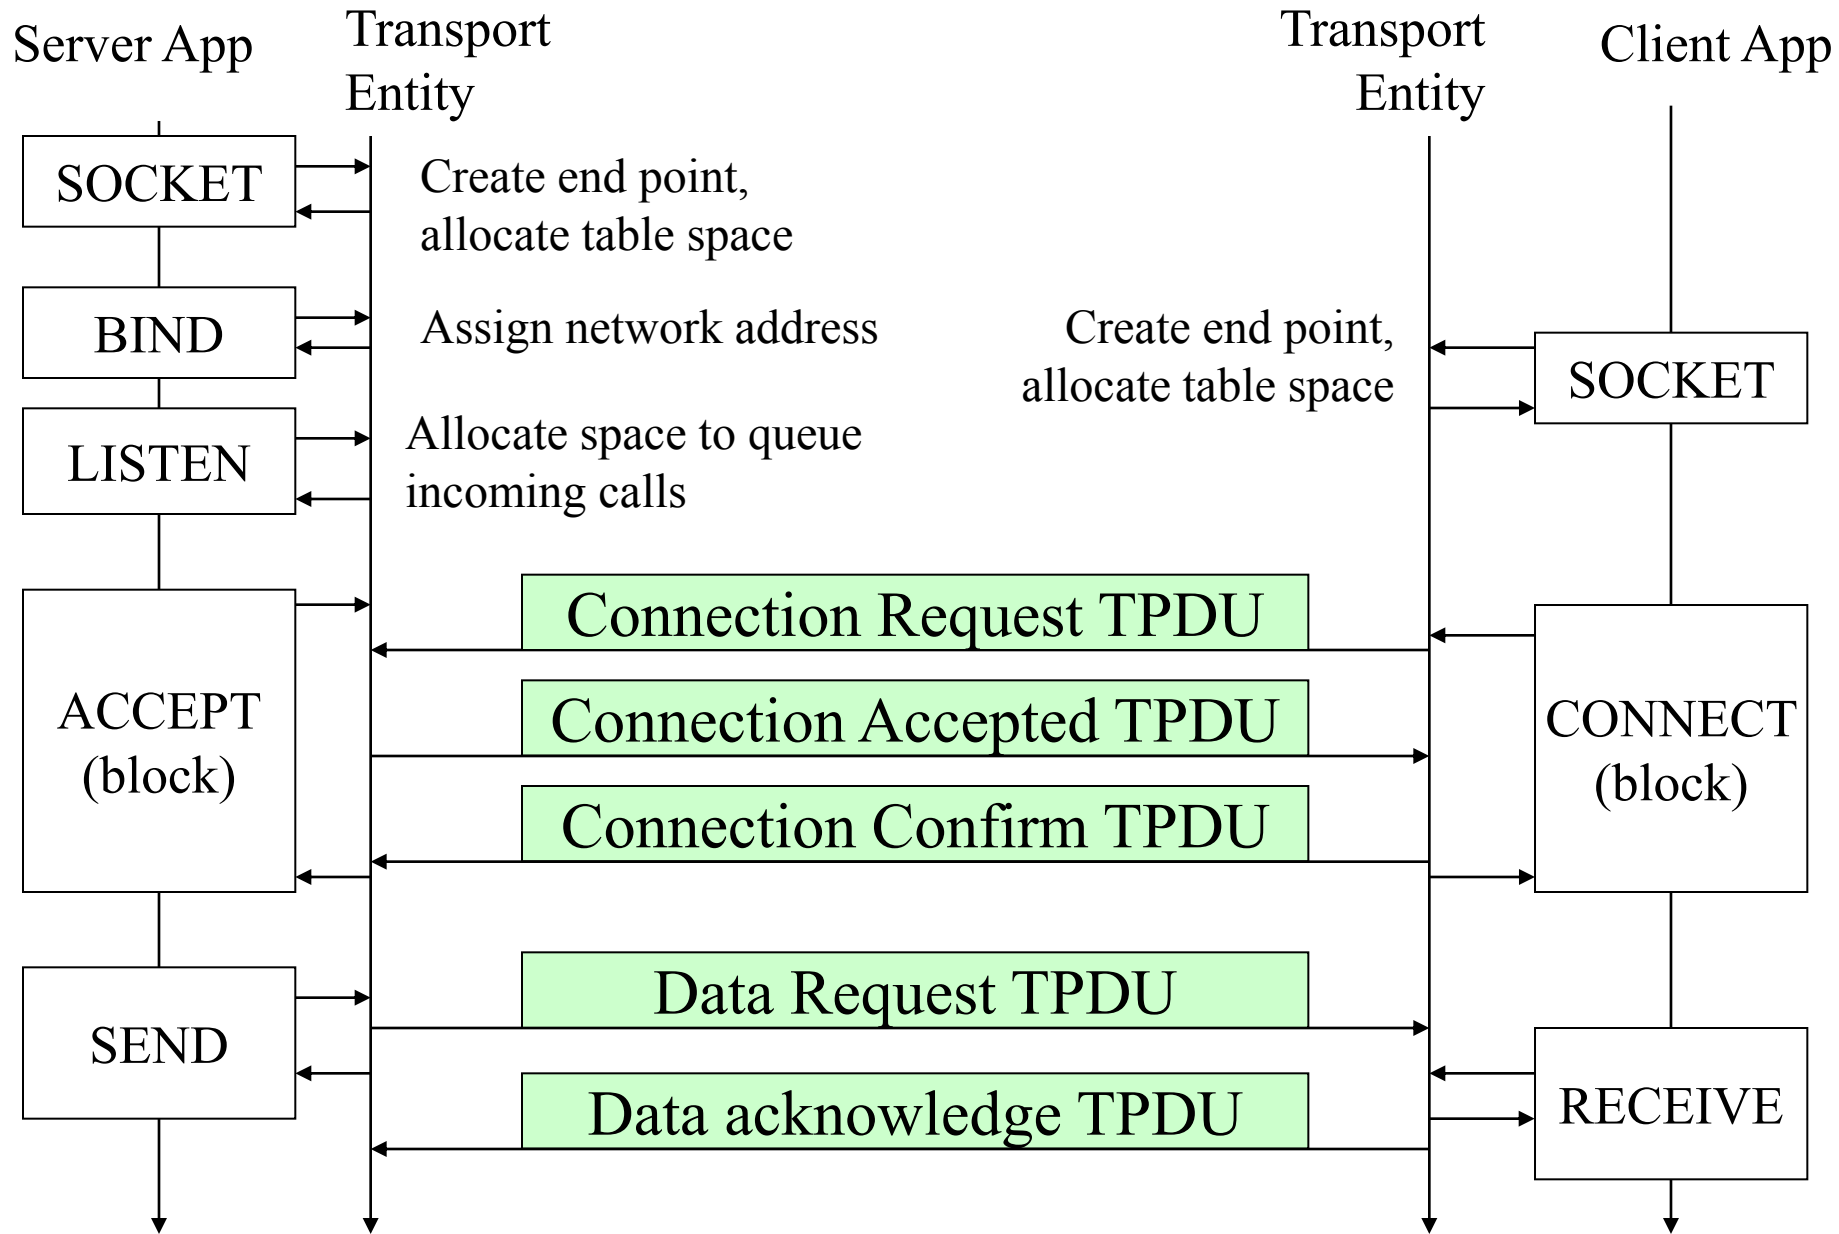 Server App
Transport
Entity
Transport
Entity
Client App
SOCKET
Create end point,
allocate table space
BIND
Assign network address
Create end point,
allocate table space
SOCKET
LISTEN
Allocate space to queue
incoming calls
Connection Request TPDU
ACCEPT
(block)
Connection Accepted TPDU
CONNECT
(block)
Connection Confirm TPDU
Data Request TPDU
SEND
Data acknowledge TPDU
RECEIVE